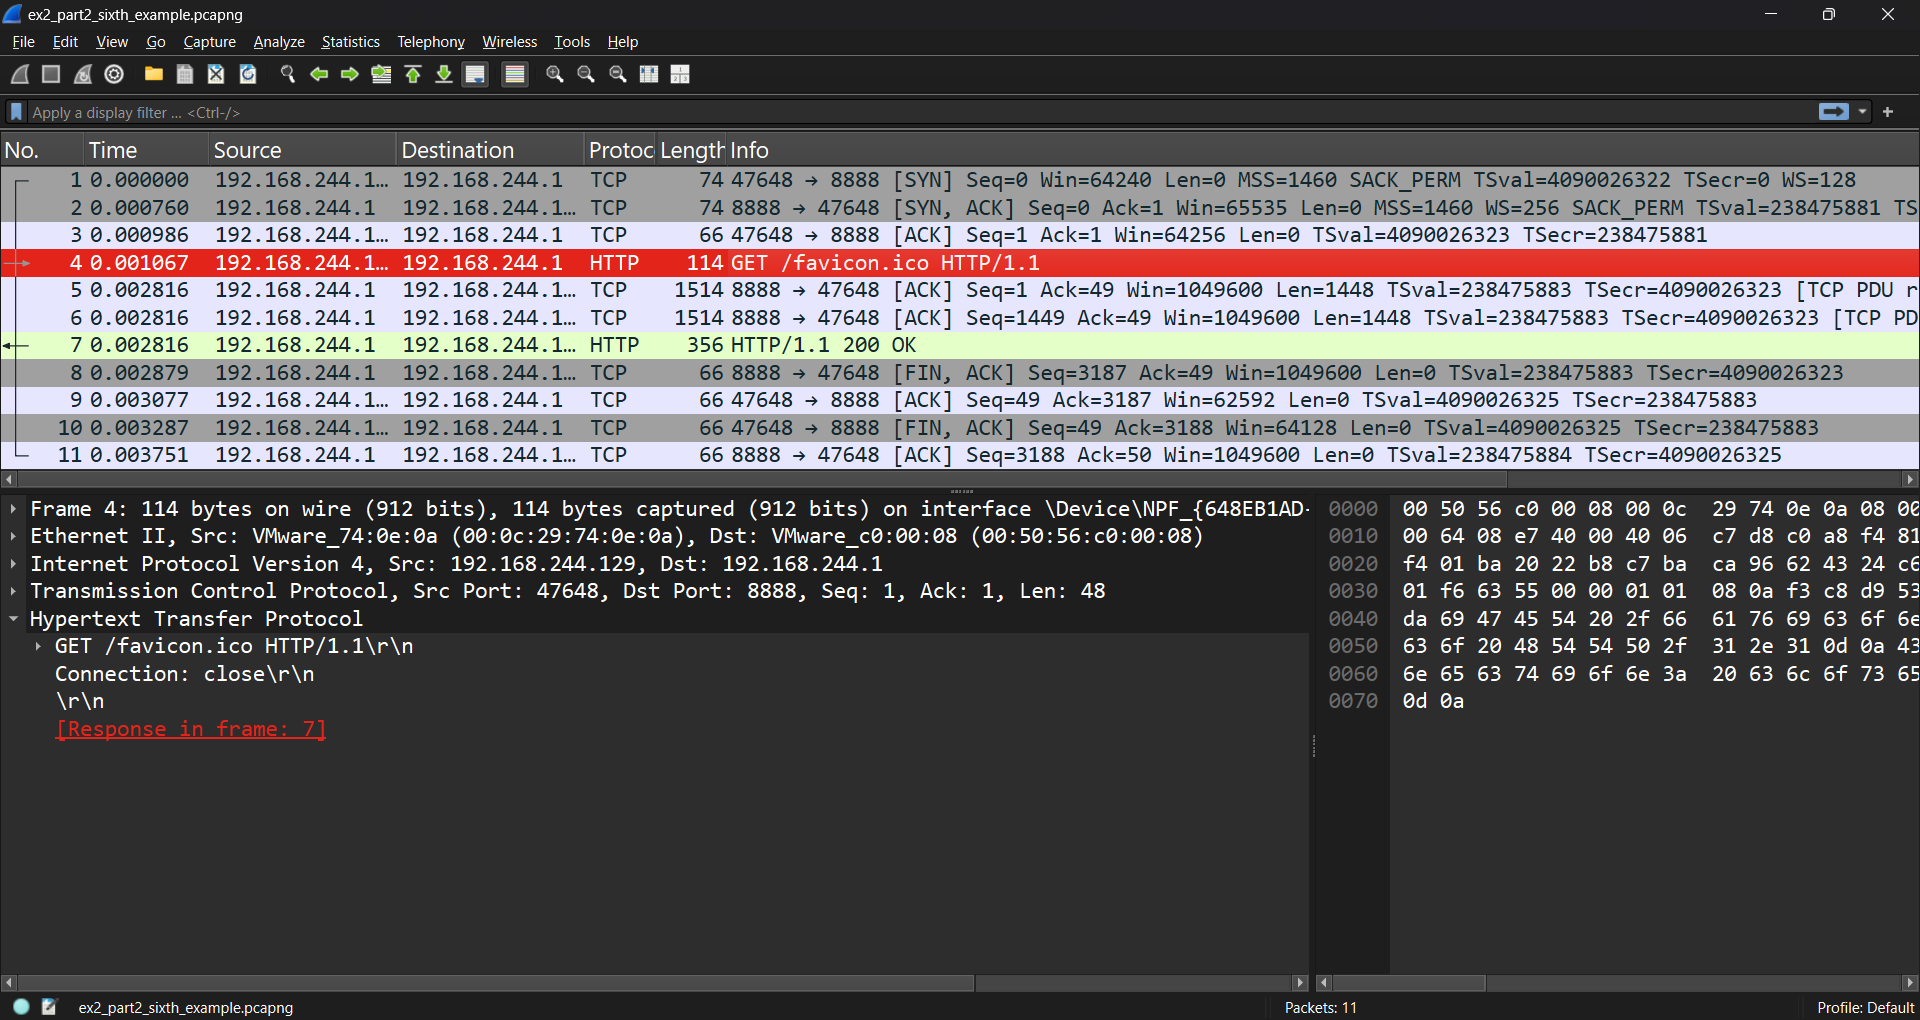 ex2_part2_sixth_example.pcapng
File Edit View Go Capture Analyze Statistics Telephony Wireless Tools Help
Apply a display filter ... <Ctrl-/>
No. Time Source Destination Protoc Length Info
1 0.000000 192.168.244.1… 192.168.244.1 TCP 74 47648 → 8888 [SYN] Seq=0 Win=64240 Len=0 MSS=1460 SACK_PERM TSval=4090026322 TSecr=0 WS=128
2 0.000760 192.168.244.1 192.168.244.1… TCP 74 8888 → 47648 [SYN, ACK] Seq=0 Ack=1 Win=65535 Len=0 MSS=1460 WS=256 SACK_PERM TSval=238475881 TS
3 0.000986 192.168.244.1… 192.168.244.1 TCP 66 47648 → 8888 [ACK] Seq=1 Ack=1 Win=64256 Len=0 TSval=4090026323 TSecr=238475881
4 0.001067 192.168.244.1… 192.168.244.1 HTTP 114 GET /favicon.ico HTTP/1.1
5 0.002816 192.168.244.1 192.168.244.1… TCP 1514 8888 → 47648 [ACK] Seq=1 Ack=49 Win=1049600 Len=1448 TSval=238475883 TSecr=4090026323 [TCP PDU r
6 0.002816 192.168.244.1 192.168.244.1… TCP 1514 8888 → 47648 [ACK] Seq=1449 Ack=49 Win=1049600 Len=1448 TSval=238475883 TSecr=4090026323 [TCP PD
7 0.002816 192.168.244.1 192.168.244.1… HTTP 356 HTTP/1.1 200 OK
8 0.002879 192.168.244.1 192.168.244.1… TCP 66 8888 → 47648 [FIN, ACK] Seq=3187 Ack=49 Win=1049600 Len=0 TSval=238475883 TSecr=4090026323
9 0.003077 192.168.244.1… 192.168.244.1 TCP 66 47648 → 8888 [ACK] Seq=49 Ack=3187 Win=62592 Len=0 TSval=4090026325 TSecr=238475883
10 0.003287 192.168.244.1… 192.168.244.1 TCP 66 47648 → 8888 [FIN, ACK] Seq=49 Ack=3188 Win=64128 Len=0 TSval=4090026325 TSecr=238475883
11 0.003751 192.168.244.1 192.168.244.1… TCP 66 8888 → 47648 [ACK] Seq=3188 Ack=50 Win=1049600 Len=0 TSval=238475884 TSecr=4090026325
Frame 4: 114 bytes on wire (912 bits), 114 bytes captured (912 bits) on interface \Device\NPF_{648EB1AD-
Ethernet II, Src: VMware_74:0e:0a (00:0c:29:74:0e:0a), Dst: VMware_c0:00:08 (00:50:56:c0:00:08)
Internet Protocol Version 4, Src: 192.168.244.129, Dst: 192.168.244.1
Transmission Control Protocol, Src Port: 47648, Dst Port: 8888, Seq: 1, Ack: 1, Len: 48
Hypertext Transfer Protocol
GET /favicon.ico HTTP/1.1\r\n
Connection: close\r\n
\r\n
[Response in frame: 7]
0000 00 50 56 c0 00 08 00 0c 29 74 0e 0a 08 00
0010 00 64 08 e7 40 00 40 06 c7 d8 c0 a8 f4 81
0020 f4 01 ba 20 22 b8 c7 ba ca 96 62 43 24 c6
0030 01 f6 63 55 00 00 01 01 08 0a f3 c8 d9 53
0040 da 69 47 45 54 20 2f 66 61 76 69 63 6f 6e
0050 63 6f 20 48 54 54 50 2f 31 2e 31 0d 0a 43
0060 6e 65 63 74 69 6f 6e 3a 20 63 6c 6f 73 65
0070 0d 0a
ex2_part2_sixth_example.pcapng
Packets: 11
Profile: Default